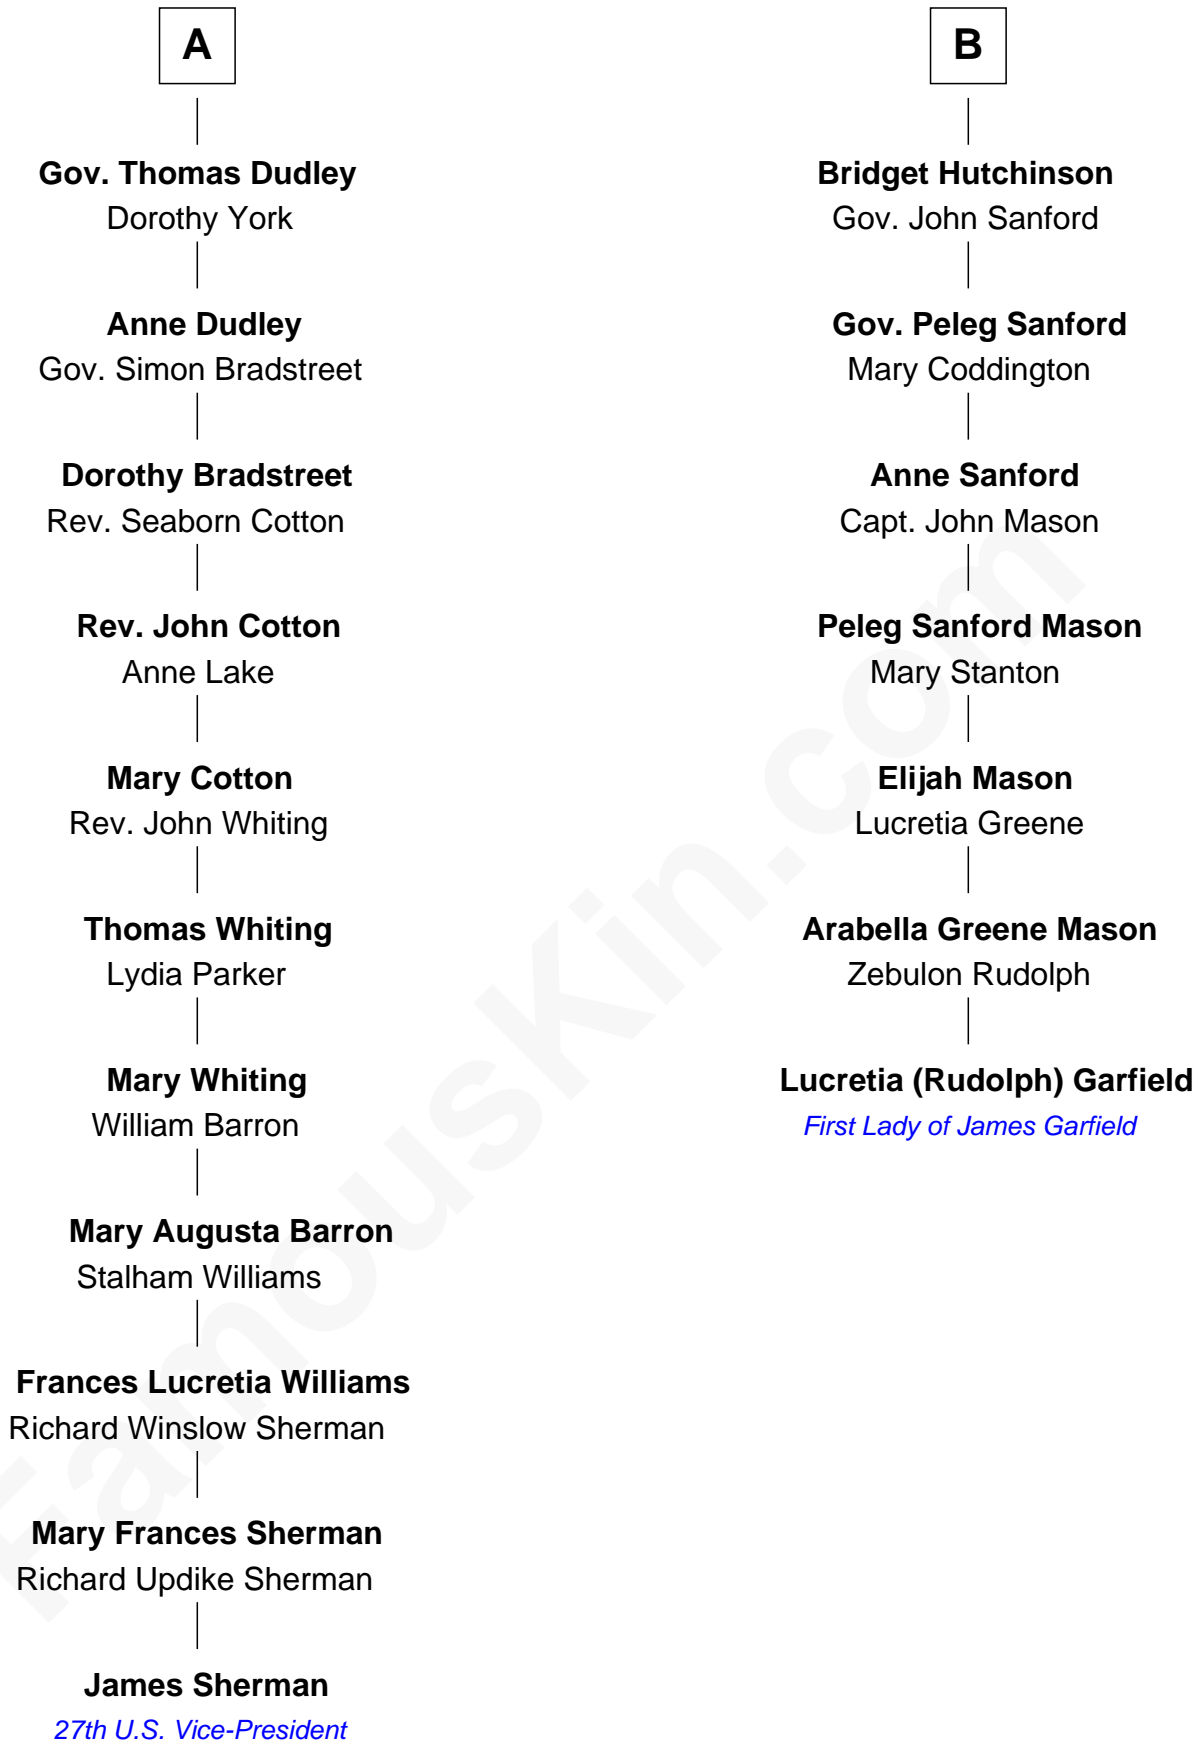 A
Gov. Thomas Dudley
Dorothy York
Anne Dudley
Gov. Simon Bradstreet
Dorothy Bradstreet
Rev. Seaborn Cotton
Rev. John Cotton
Anne Lake
Mary Cotton
Rev. John Whiting
Thomas Whiting
Lydia Parker
Mary Whiting
William Barron
Mary Augusta Barron
Stalham Williams
Frances Lucretia Williams
Richard Winslow Sherman
Mary Frances Sherman
Richard Updike Sherman
James Sherman
27th U.S. Vice-President
B
Bridget Hutchinson
Gov. John Sanford
Gov. Peleg Sanford
Mary Coddington
Anne Sanford
Capt. John Mason
Peleg Sanford Mason
Mary Stanton
Elijah Mason
Lucretia Greene
Arabella Greene Mason
Zebulon Rudolph
Lucretia (Rudolph) Garfield
First Lady of James Garfield
FamousKin.com